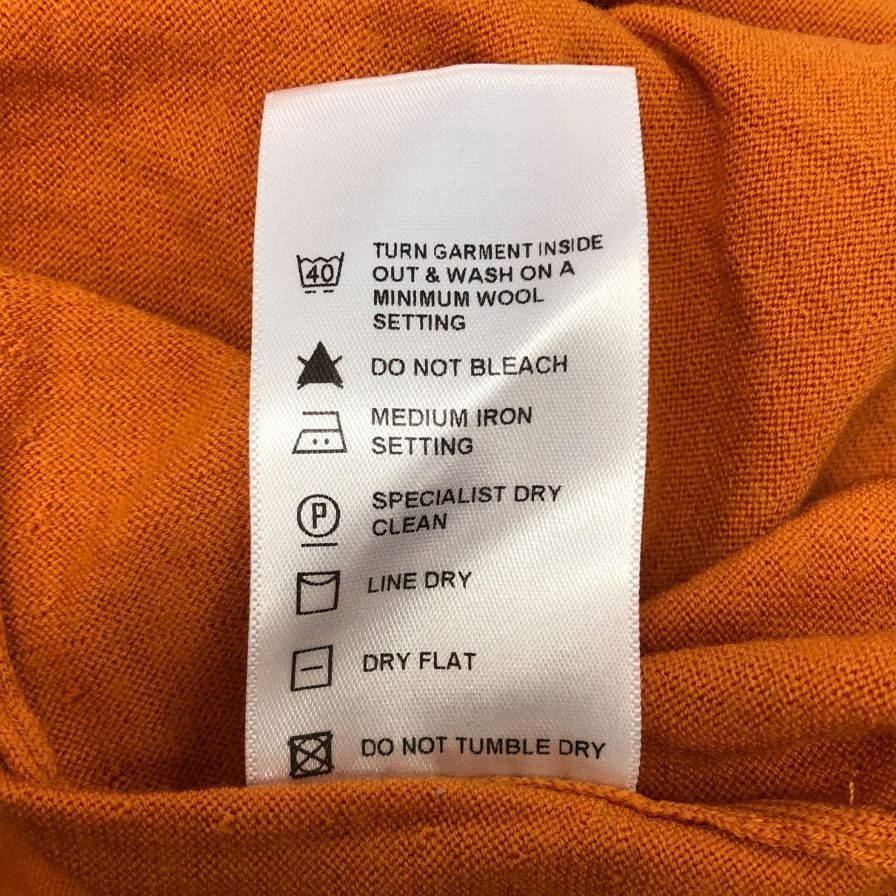 40 TURN GARMENT INSIDE
OUT & WASH ON A
MINIMUM WOOL
SETTING
DO NOT BLEACH
MEDIUM IRON
SETTING
P SPECIALIST DRY
CLEAN
LINE DRY
DRY FLAT
DO NOT TUMBLE DRY